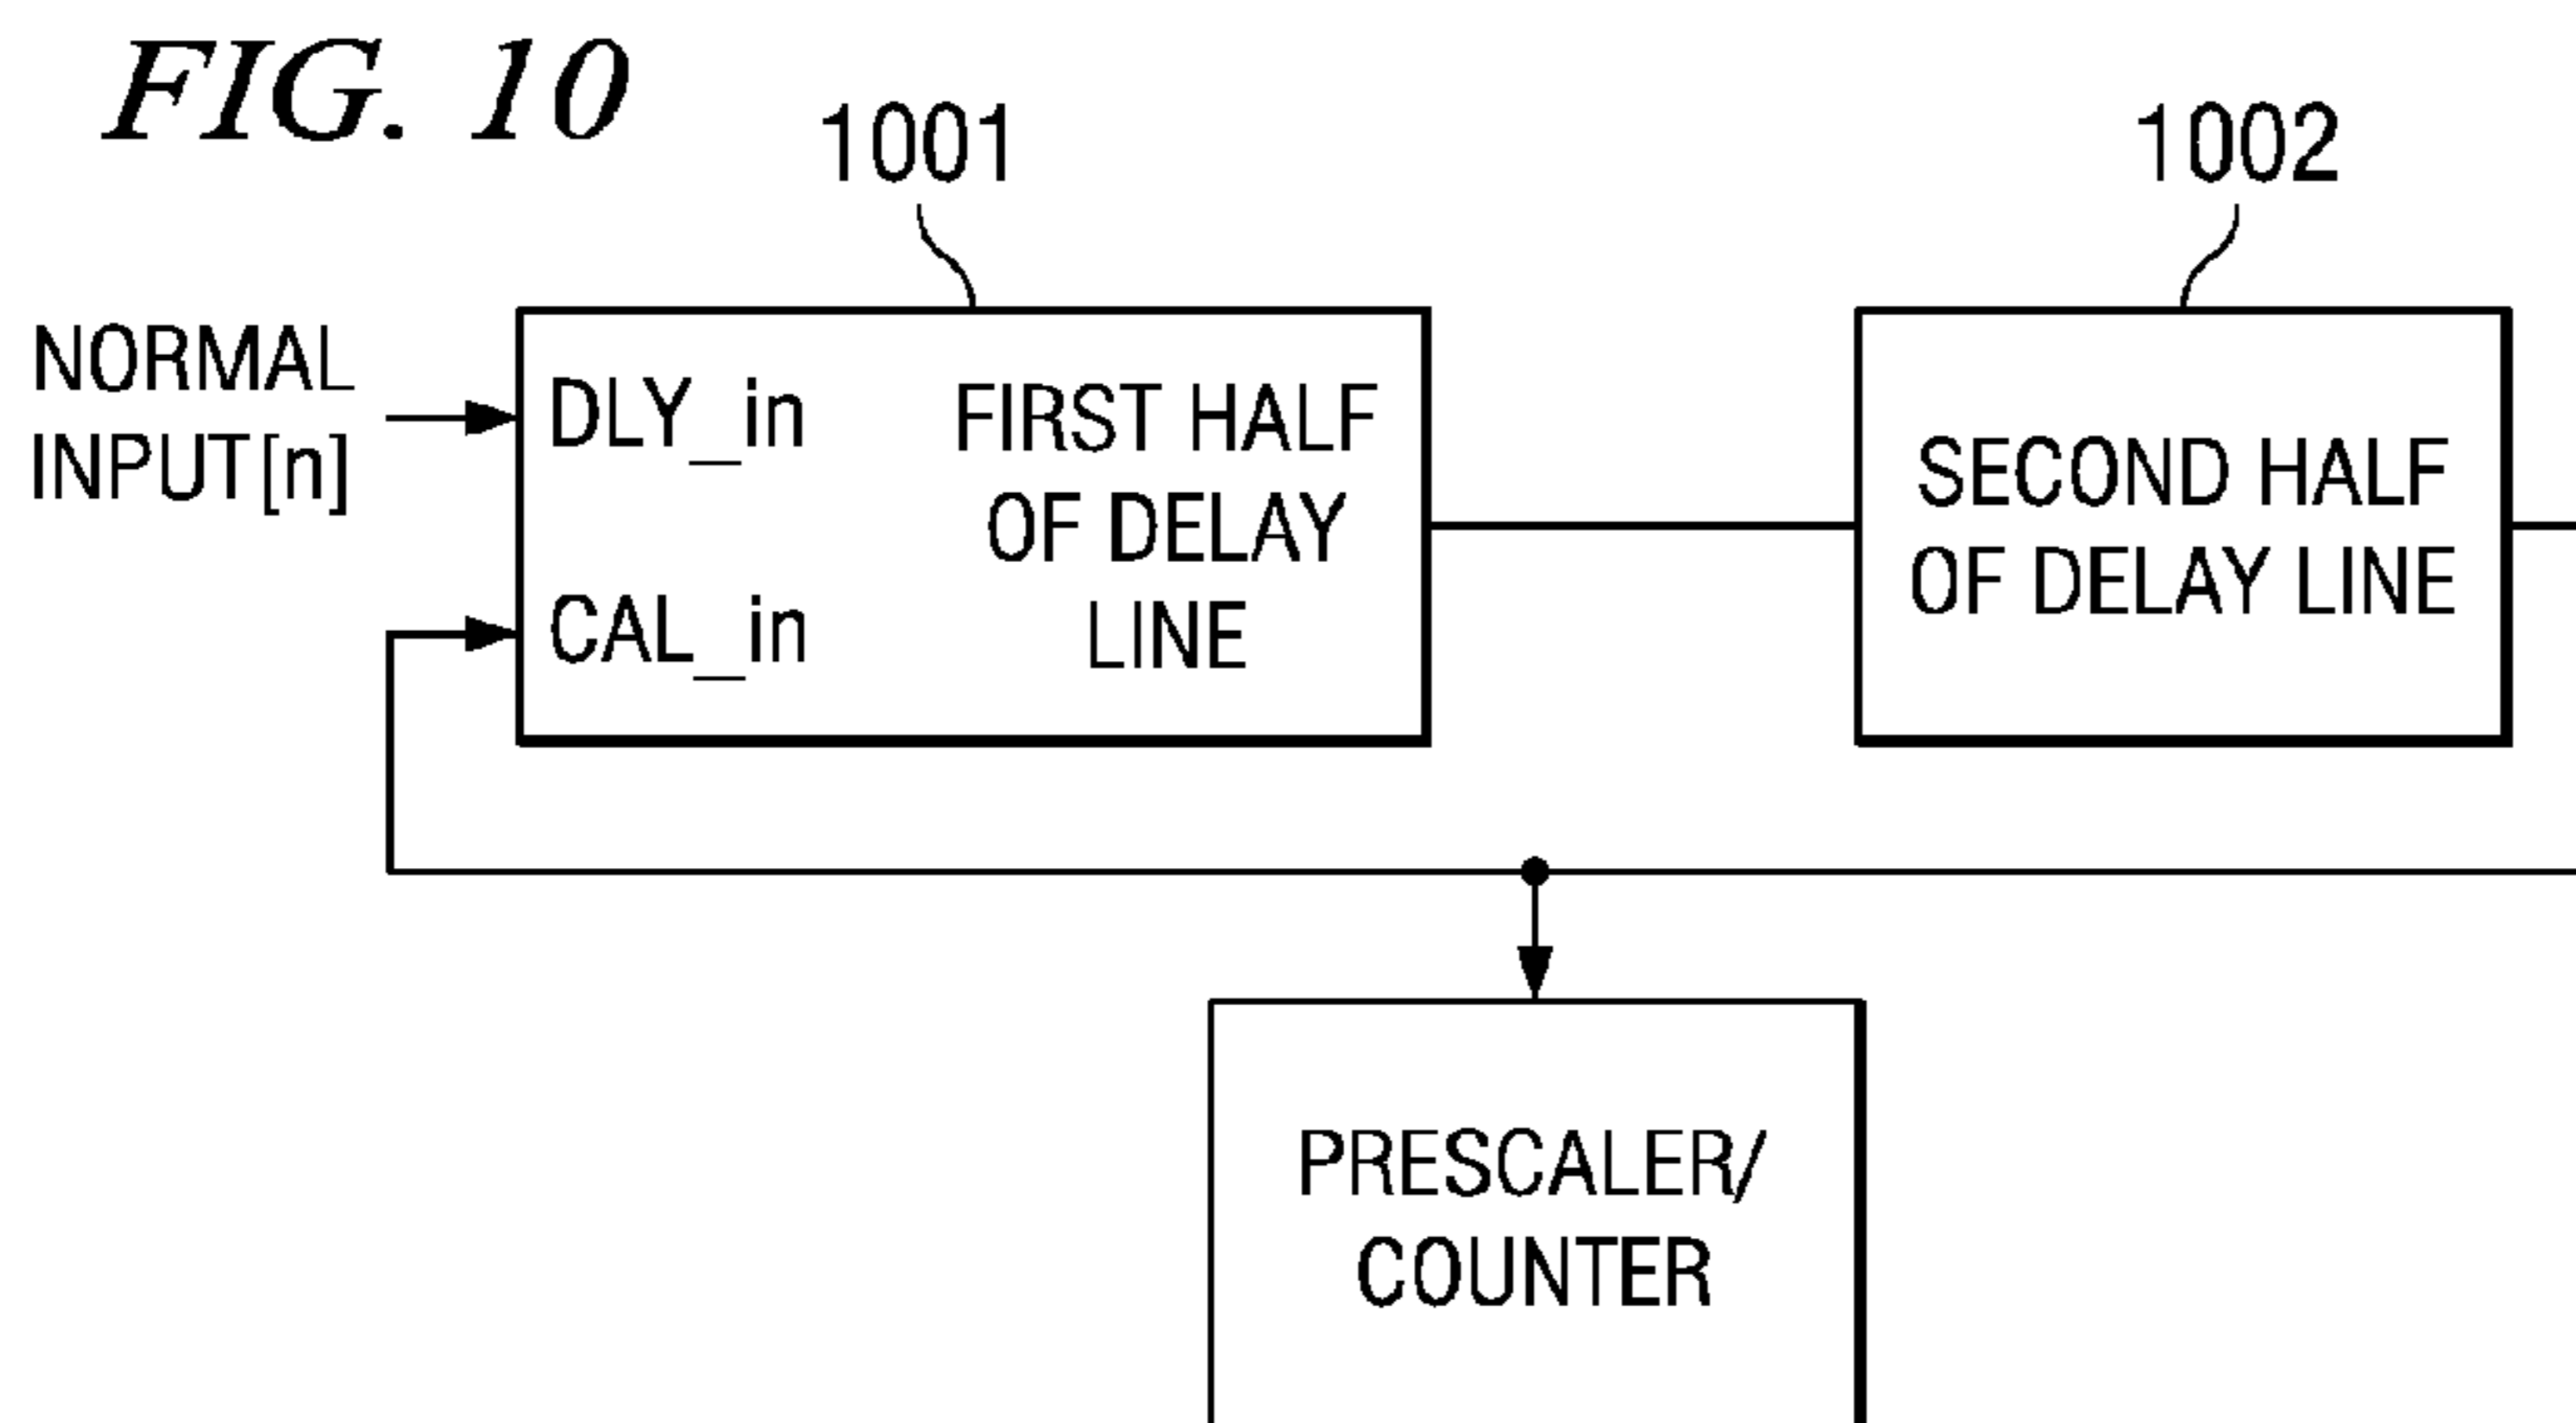 FIG. 10
1001
1002
NORMAL
INPUT[n]
DLY_in
CAL_in
FIRST HALF
OF DELAY
LINE
SECOND HALF
OF DELAY LINE
PRESCALER/
COUNTER